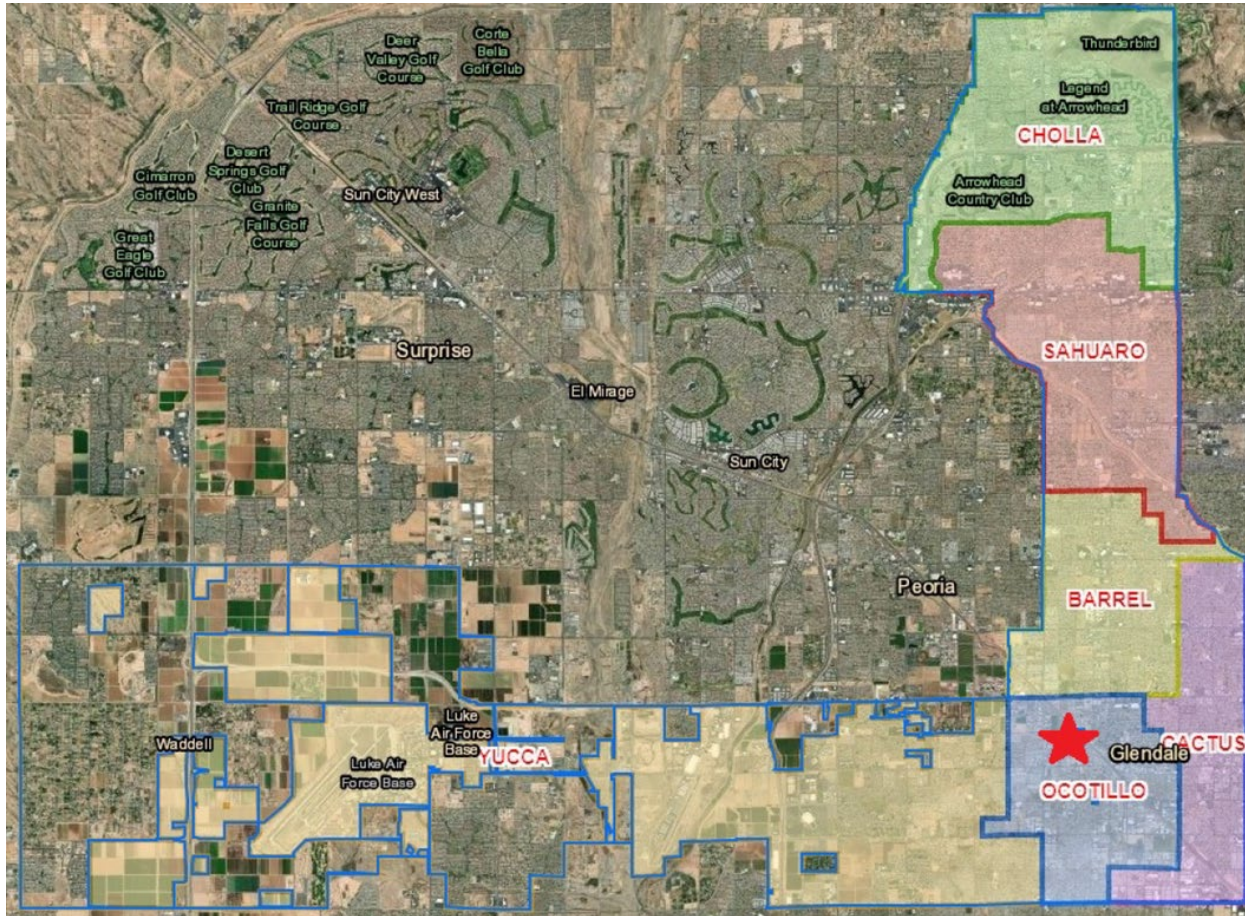 Deer
Valley Golf
Course
Corte
Bella
Golf Club
Thunderbird
Trail Ridge Golf
Course
Legend
at Arrowhead
CHOLLA
Desert
Springs Golf
Club
Cimarron
Golf Club
Sun City West
Arrowhead
Country Club
Granite
Falls Golf
Course
Great
Eagle
Golf Club
Surprise
SAHUARO
El Mirage
Sun City
Peoria
BARREL
Luke
Air Force
Base
Waddell
YUCCA
Luke Air
Force Base
CACTUS
Glendale
OCOTILLO